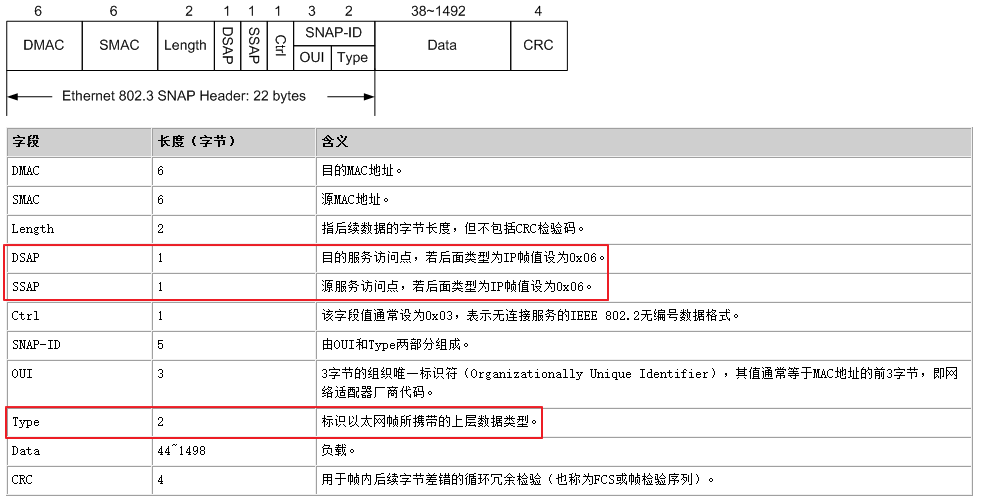 6 6 2 1 1 1 3 2 38~1492 4
DMAC SMAC Length DSAP SSAP Ctrl SNAP-ID Data CRC
OUI Type
Ethernet 802.3 SNAP Header: 22 bytes
字段 长度（字节） 含义
DMAC 6 目的MAC地址。
SMAC 6 源MAC地址。
Length 2 指后续数据的字节长度，但不包括CRC检验码。
DSAP 1 目的服务访问点，若后面类型为IP帧值设为0x06。
SSAP 1 源服务访问点，若后面类型为IP帧值设为0x06。
Ctrl 1 该字段值通常设为0x03，表示无连接服务的IEEE 802.2无编号数据格式。
SNAP-ID 5 由OUI和Type两部分组成。
OUI 3 3字节的组织唯一标识符（Organizationally Unique Identifier），其值通常等于MAC地址的前3字节，即网
络适配器厂商代码。
Type 2 标识以太网帧所携带的上层数据类型。
Data 44~1498 负载。
CRC 4 用于帧内后续字节差错的循环冗余检验（也称为FCS或帧检验序列）。